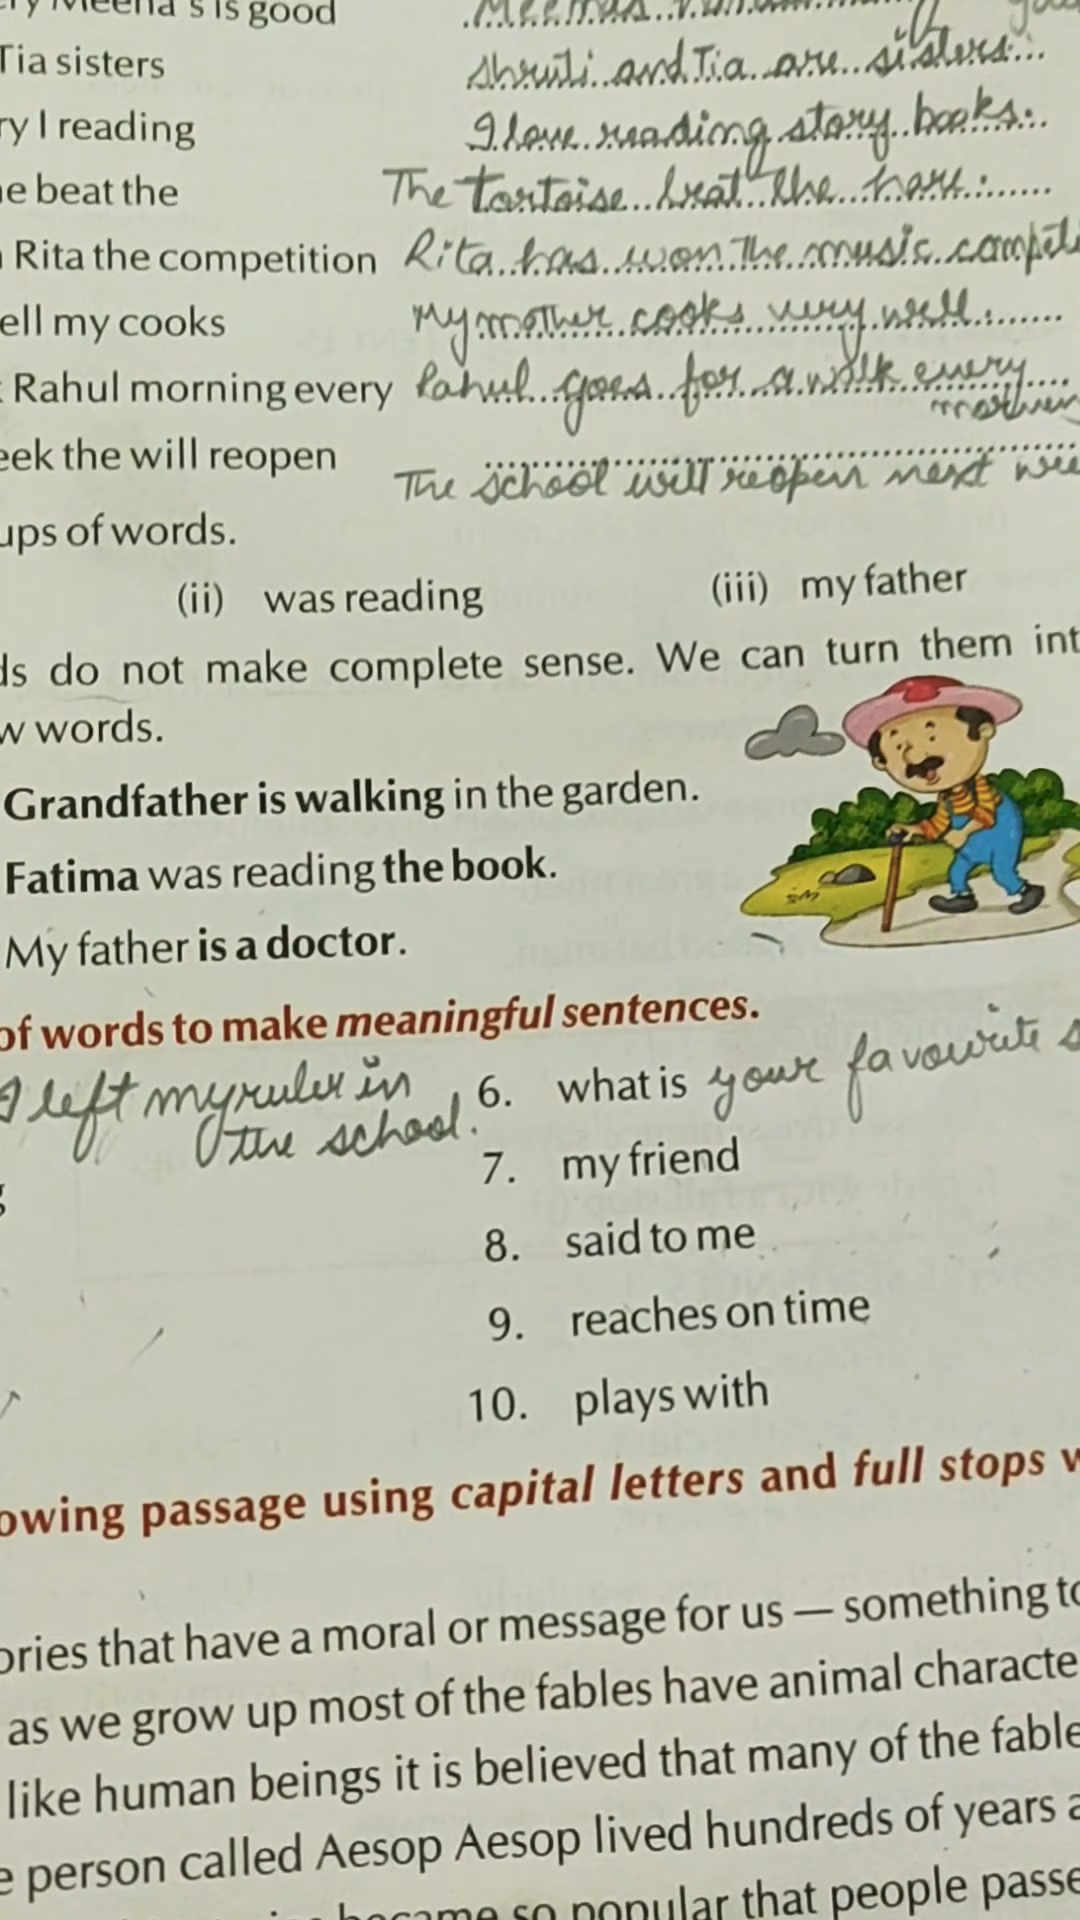 Meena's is good
Tia sisters Shruti and Tia are sisters.
ry I reading I love reading story books.
e beat the The tortoise beat the hare.
Rita the competition Rita has won the music
ell my cooks My mother cooks very well.
Rahul morning every Rahul goes for a walk every
eek the will reopen
The school will reopen next
ups of words.
(ii) was reading (iii) my father
ds do not make complete sense. We can turn them int
w words.
Grandfather is walking in the garden.
Fatima was reading the book.
My father is a doctor.
of words to make meaningful sentences.
I left my ruler in
the school.
6. what is your favourite s
7. my friend
8. said to me
9. reaches on time
10. plays with
owing passage using capital letters and full stops w
ories that have a moral or message for us — something to
as we grow up most of the fables have animal characte
like human beings it is believed that many of the fable
e person called Aesop Aesop lived hundreds of years a
became so popular that people passe